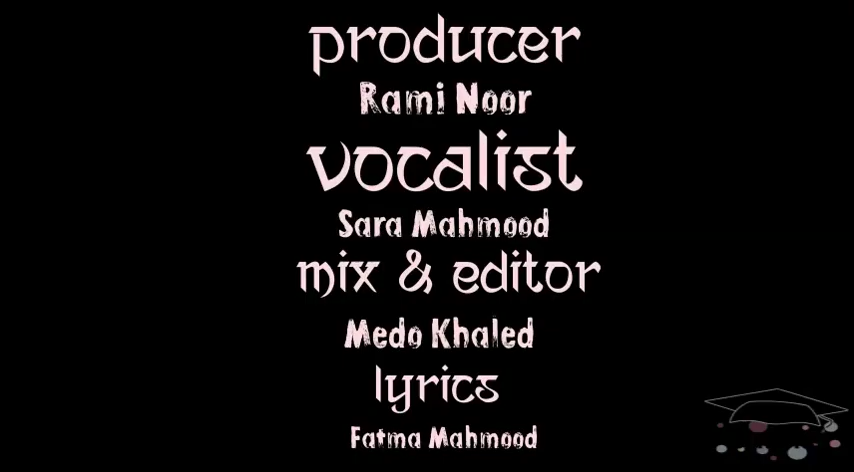 Producer
Rami Noor
Vocalist
Sara Mahmood
mix & editor
Medo Khaled
lyrics
Fatma Mahmood